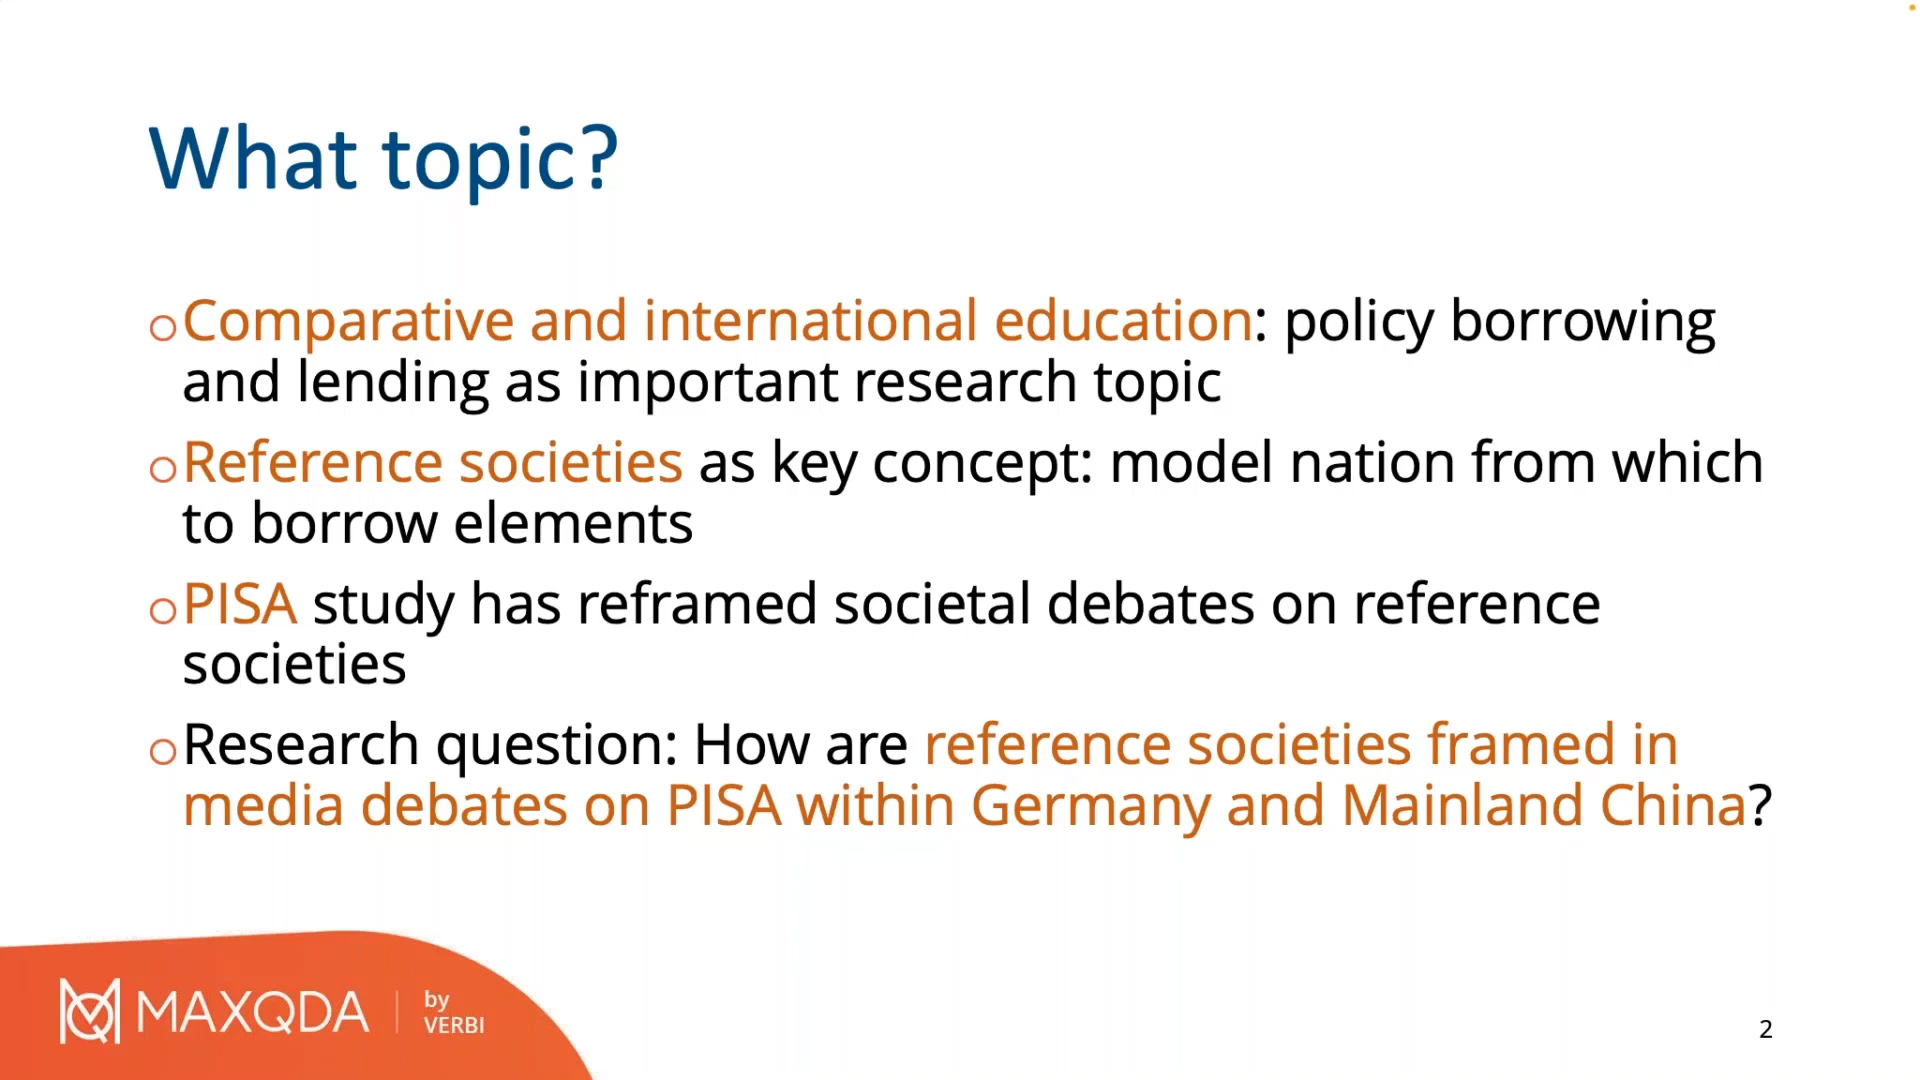 What topic?
Comparative and international education: policy borrowing
and lending as important research topic
Reference societies as key concept: model nation from which
to borrow elements
PISA study has reframed societal debates on reference
societies
Research question: How are reference societies framed in
media debates on PISA within Germany and Mainland China?
MAXQDA
by
VERBI
2